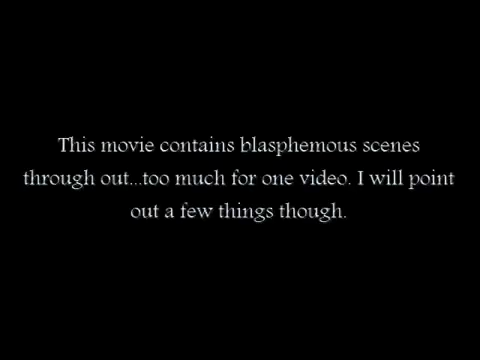 This movie contains blasphemous scenes
through out...too much for one video. I will point
out a few things though.